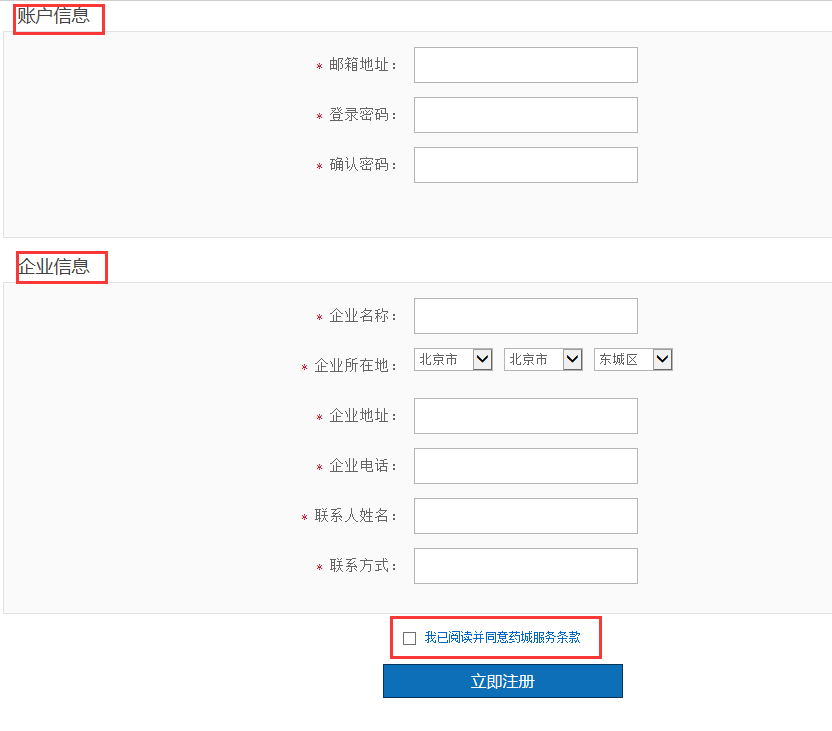 账户信息
* 邮箱地址：
* 登录密码：
* 确认密码：
企业信息
* 企业名称：
* 企业所在地： 北京市 北京市 东城区
* 企业地址：
* 企业电话：
* 联系人姓名：
* 联系方式：
我已阅读并同意药城服务条款
立即注册